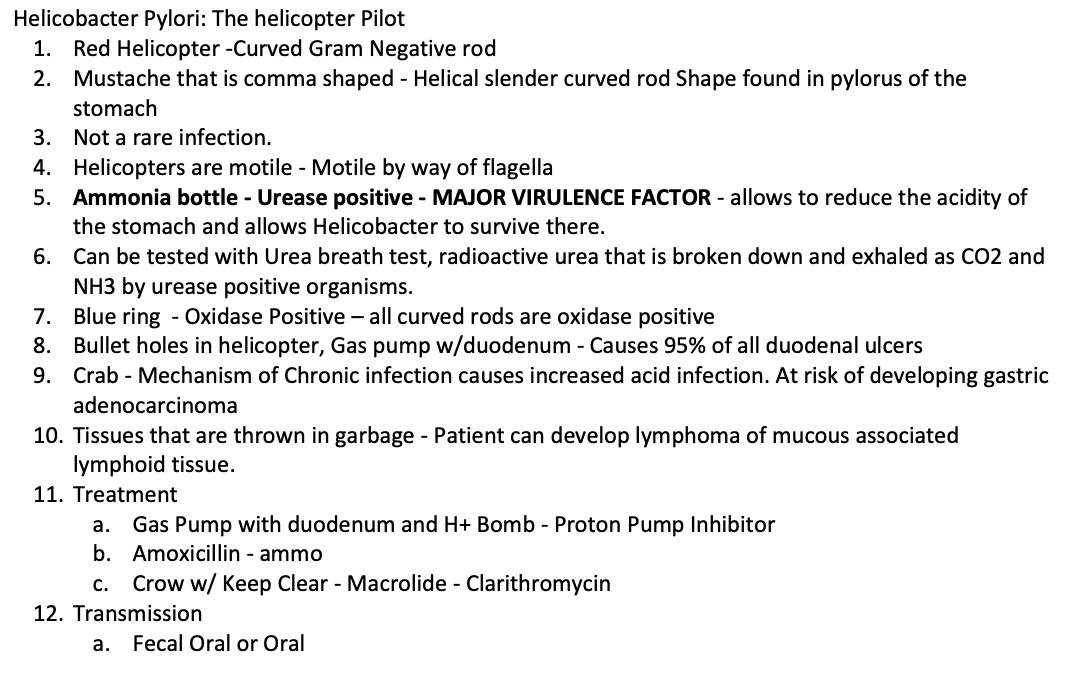 Helicobacter Pylori: The helicopter Pilot
1. Red Helicopter -Curved Gram Negative rod
2. Mustache that is comma shaped - Helical slender curved rod Shape found in pylorus of the
stomach
3. Not a rare infection.
4. Helicopters are motile - Motile by way of flagella
5. Ammonia bottle - Urease positive - MAJOR VIRULENCE FACTOR - allows to reduce the acidity of
the stomach and allows Helicobacter to survive there.
6. Can be tested with Urea breath test, radioactive urea that is broken down and exhaled as CO2 and
NH3 by urease positive organisms.
7. Blue ring - Oxidase Positive – all curved rods are oxidase positive
8. Bullet holes in helicopter, Gas pump w/duodenum - Causes 95% of all duodenal ulcers
9. Crab - Mechanism of Chronic infection causes increased acid infection. At risk of developing gastric
adenocarcinoma
10. Tissues that are thrown in garbage - Patient can develop lymphoma of mucous associated
lymphoid tissue.
11. Treatment
a. Gas Pump with duodenum and H+ Bomb - Proton Pump Inhibitor
b. Amoxicillin - ammo
c. Crow w/ Keep Clear - Macrolide - Clarithromycin
12. Transmission
a. Fecal Oral or Oral